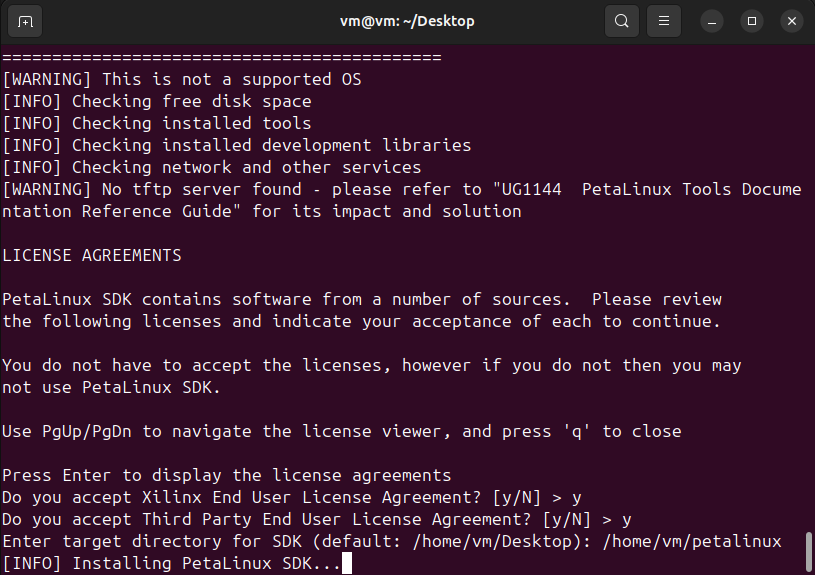 vm@vm: ~/Desktop
============================================
[WARNING] This is not a supported OS
[INFO] Checking free disk space
[INFO] Checking installed tools
[INFO] Checking installed development libraries
[INFO] Checking network and other services
[WARNING] No tftp server found - please refer to "UG1144  PetaLinux Tools Docume
ntation Reference Guide" for its impact and solution
LICENSE AGREEMENTS
PetaLinux SDK contains software from a number of sources.  Please review
the following licenses and indicate your acceptance of each to continue.
You do not have to accept the licenses, however if you do not then you may
not use PetaLinux SDK.
Use PgUp/PgDn to navigate the license viewer, and press 'q' to close
Press Enter to display the license agreements
Do you accept Xilinx End User License Agreement? [y/N] > y
Do you accept Third Party End User License Agreement? [y/N] > y
Enter target directory for SDK (default: /home/vm/Desktop): /home/vm/petalinux
[INFO] Installing PetaLinux SDK...